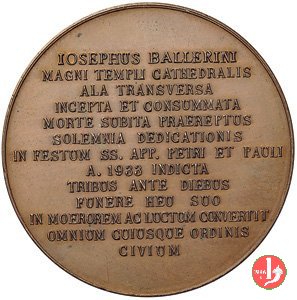 IOSEPHUS BALLERINI
MAGNI TEMPLI CATHEDRALIS
ALA TRANSVERSA
INCEPTA ET CONSUMMATA
MORTE SUBITA PRAEREPTUS
SOLEMNIA DEDICATIONIS
IN FESTUM SS. APP. PETRI ET PAULI
A. 1933 INDICTA
TRIBUS ANTE DIEBUS
FUNERE HEU SUO
IN MOEROREM AC LUCTUM CONVERTIT
OMNIUM CUIUSQUE ORDINIS
CIVIUM